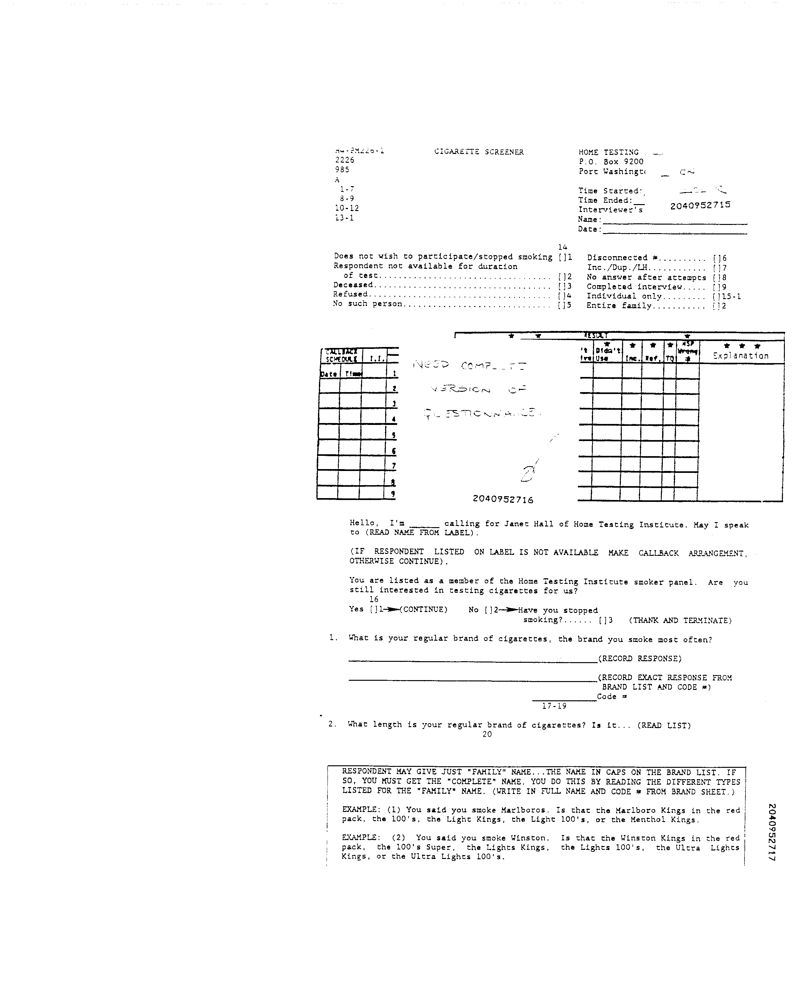 CIGARETTE SCREENER
2226
985
A
1-7
8-9
10-12
13-1
HOME TESTING
P.O. Box 9200
Port Washingt
Time Started:
Time Ended:
Interviewer's
2040952715
Name:
Date:
14
Does not wish to participate/stopped smoking []1
Respondent not available for duration
of test.................................. []2
Deceased.................................... []3
Refused..................................... []4
No such person.............................. []5
Disconnected #.......... []6
Inc./Dup./LH............ []7
No answer after attempts []8
Completed interview..... []9
Individual only......... []15-1
Entire family........... []2
RESULT
CALLBACK SCHEDULE I.I.
Date Time
1
2
3
4
5
6
7
8
9
NEED COMPLETE
VERSION OF
QUESTIONNAIRE
2040952716
't Didn't Use Inc. Ref. TQ Wrong #
* * *
Explanation
Hello, I'm _____ calling for Janet Hall of Home Testing Institute. May I speak
to (READ NAME FROM LABEL).
(IF RESPONDENT LISTED ON LABEL IS NOT AVAILABLE MAKE CALLBACK ARRANGEMENT,
OTHERWISE CONTINUE).
You are listed as a member of the Home Testing Institute smoker panel. Are you
still interested in testing cigarettes for us?
16
Yes []1→(CONTINUE) No []2→Have you stopped
smoking?...... []3 (THANK AND TERMINATE)
1. What is your regular brand of cigarettes, the brand you smoke most often?
(RECORD RESPONSE)
(RECORD EXACT RESPONSE FROM
BRAND LIST AND CODE #)
Code #
17-19
2. What length is your regular brand of cigarettes? Is it... (READ LIST)
20
RESPONDENT MAY GIVE JUST "FAMILY" NAME...THE NAME IN CAPS ON THE BRAND LIST. IF
SO, YOU MUST GET THE "COMPLETE" NAME. YOU DO THIS BY READING THE DIFFERENT TYPES
LISTED FOR THE "FAMILY" NAME. (WRITE IN FULL NAME AND CODE # FROM BRAND SHEET.)
EXAMPLE: (1) You said you smoke Marlboros. Is that the Marlboro Kings in the red
pack, the 100's, the Light Kings, the Light 100's, or the Menthol Kings.
EXAMPLE: (2) You said you smoke Winston. Is that the Winston Kings in the red
pack, the 100's Super, the Lights Kings, the Lights 100's, the Ultra Lights
Kings, or the Ultra Lights 100's.
2040952717